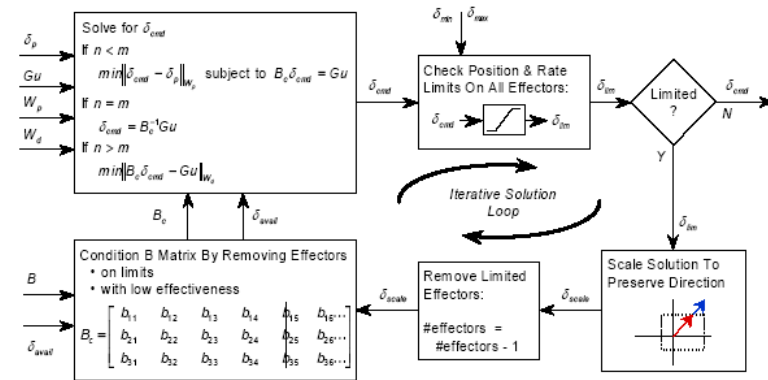 Solve for δcmd
If n < m
min‖δcmd − δp‖Wp subject to Bcδcmd = Gu
If n = m
δcmd = Bc⁻¹Gu
If n > m
min‖Bcδcmd − Gu‖Wd
δp
Gu
Wp
Wd
δcmd
δmin δmax
Check Position & Rate
Limits On All Effectors:
δcmd δlim
δlim
Limited
?
δcmd
N
Y
Iterative Solution
Loop
δlim
Scale Solution To
Preserve Direction
δscale
Remove Limited
Effectors:
#effectors =
#effectors - 1
δscale
Bc
δavail
Condition B Matrix By Removing Effectors
• on limits
• with low effectiveness
Bc = [ b11 b12 b13 b14 b15 b16...
b21 b22 b23 b24 b25 b26...
b31 b32 b33 b34 b35 b36... ]
B
δavail